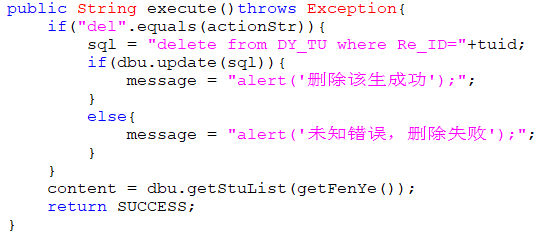 public String execute()throws Exception{
if("del".equals(actionStr)){
sql = "delete from DY_TU where Re_ID="+tuid;
if(dbu.update(sql)){
message = "alert('删除该生成功');";
}
else{
message = "alert('未知错误，删除失败');";
}
}
content = dbu.getStuList(getFenYe());
return SUCCESS;
}